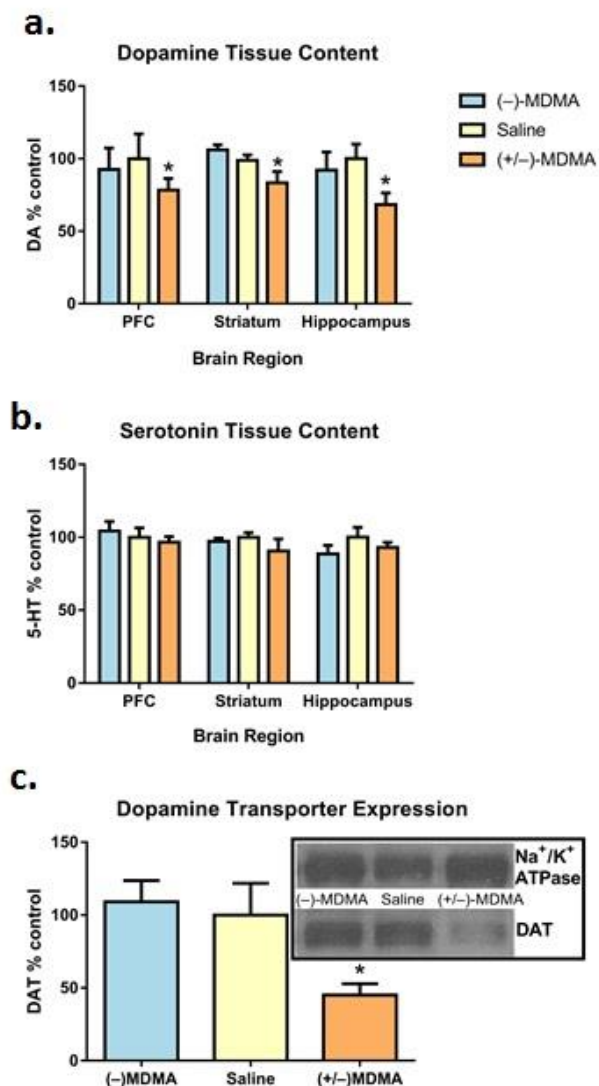 a.
Dopamine Tissue Content
DA % control
150
100
50
0
* * *
PFC Striatum Hippocampus
Brain Region
(−)-MDMA
Saline
(+/−)-MDMA
b.
Serotonin Tissue Content
5-HT % control
150
100
50
0
PFC Striatum Hippocampus
Brain Region
c.
Dopamine Transporter Expression
DAT % control
150
100
50
0
*
Na+/K+
ATPase
(−)-MDMA Saline (+/−)-MDMA
DAT
(−)MDMA Saline (+/−)MDMA